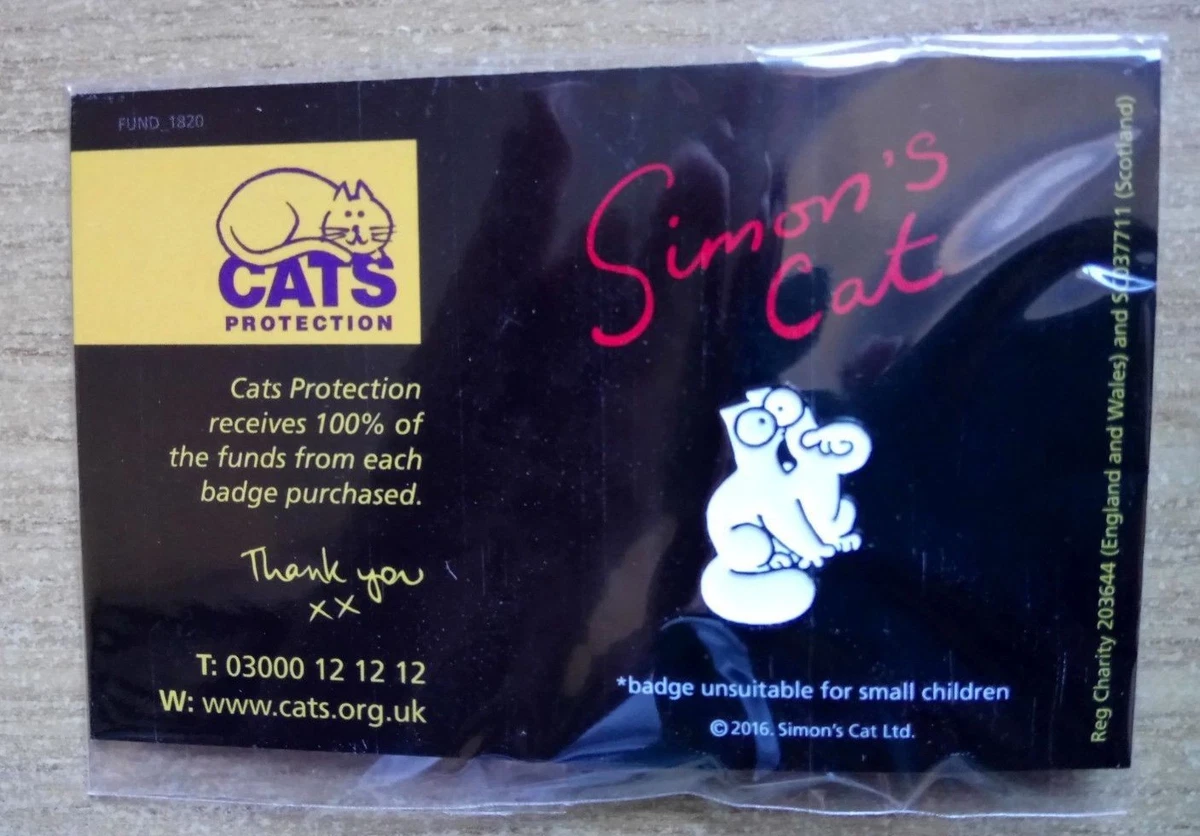 FUND_1820
CATS
PROTECTION
Cats Protection
receives 100% of
the funds from each
badge purchased.
Thank you
xx
T: 03000 12 12 12
W: www.cats.org.uk
Simon's
Cat
*badge unsuitable for small children
©2016. Simon's Cat Ltd.
Reg Charity 203644 (England and Wales) and SC037711 (Scotland)